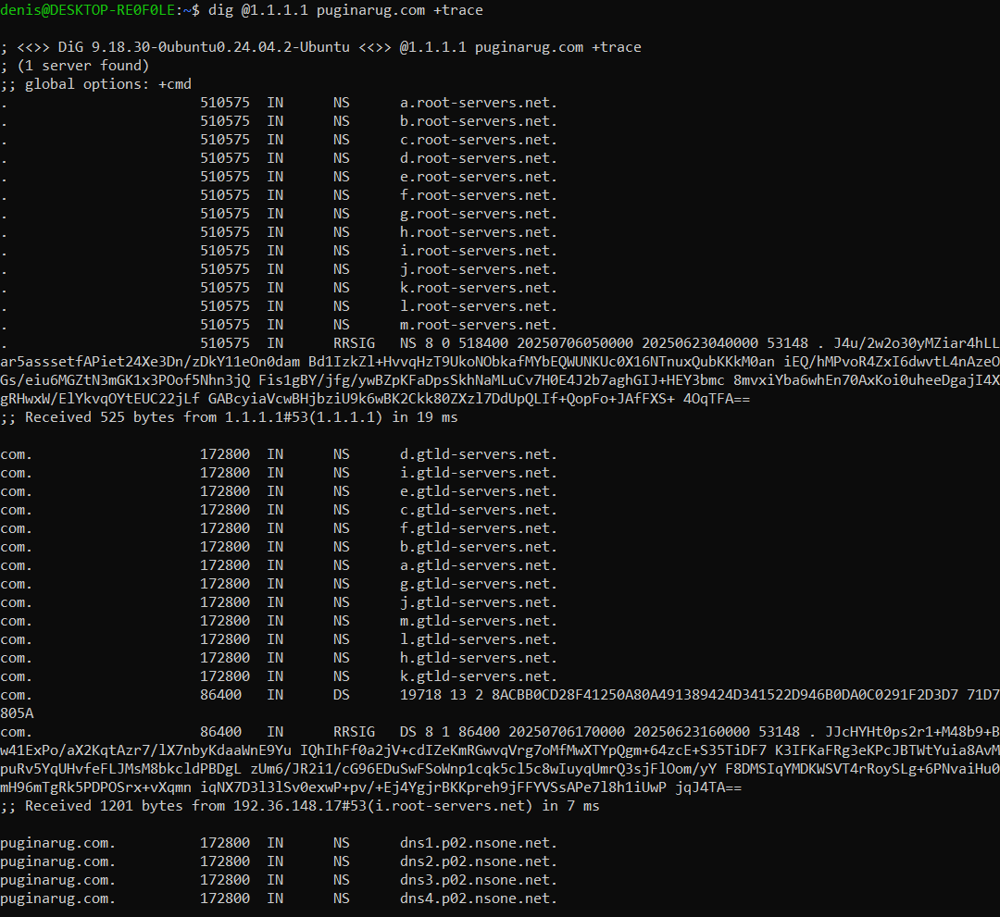 denis@DESKTOP-RE0F0LE:~$ dig @1.1.1.1 puginarug.com +trace
; <<>> DiG 9.18.30-0ubuntu0.24.04.2-Ubuntu <<>> @1.1.1.1 puginarug.com +trace
; (1 server found)
;; global options: +cmd
. 510575 IN NS a.root-servers.net.
. 510575 IN NS b.root-servers.net.
. 510575 IN NS c.root-servers.net.
. 510575 IN NS d.root-servers.net.
. 510575 IN NS e.root-servers.net.
. 510575 IN NS f.root-servers.net.
. 510575 IN NS g.root-servers.net.
. 510575 IN NS h.root-servers.net.
. 510575 IN NS i.root-servers.net.
. 510575 IN NS j.root-servers.net.
. 510575 IN NS k.root-servers.net.
. 510575 IN NS l.root-servers.net.
. 510575 IN NS m.root-servers.net.
. 510575 IN RRSIG NS 8 0 518400 20250706050000 20250623040000 53148 . J4u/2w2o30yMZiar4hLL
ar5asssetfAPiet24Xe3Dn/zDkY11eOn0dam Bd1IzkZl+HvvqHzT9UkoNObkafMYbEQWUNKUc0X16NTnuxQubKKkM0an iEQ/hMPvoR4ZxI6dwvtL4nAzeO
Gs/eiu6MGZtN3mGK1x3POof5Nhn3jQ Fis1gBY/jfg/ywBZpKFaDpsSkhNaMLuCv7H0E4J2b7aghGIJ+HEY3bmc 8mvxiYba6whEn70AxKoi0uheeDgajI4X
gRHwxW/ElYkvqOYtEUC22jLf GABcyiaVcwBHjbziU9k6wBK2Ckk80ZXzl7DdUpQLIf+QopFo+JAfFXS+ 4OqTFA==
;; Received 525 bytes from 1.1.1.1#53(1.1.1.1) in 19 ms
com. 172800 IN NS d.gtld-servers.net.
com. 172800 IN NS i.gtld-servers.net.
com. 172800 IN NS e.gtld-servers.net.
com. 172800 IN NS c.gtld-servers.net.
com. 172800 IN NS f.gtld-servers.net.
com. 172800 IN NS b.gtld-servers.net.
com. 172800 IN NS a.gtld-servers.net.
com. 172800 IN NS g.gtld-servers.net.
com. 172800 IN NS j.gtld-servers.net.
com. 172800 IN NS m.gtld-servers.net.
com. 172800 IN NS l.gtld-servers.net.
com. 172800 IN NS h.gtld-servers.net.
com. 172800 IN NS k.gtld-servers.net.
com. 86400 IN DS 19718 13 2 8ACBB0CD28F41250A80A491389424D341522D946B0DA0C0291F2D3D7 71D7
805A
com. 86400 IN RRSIG DS 8 1 86400 20250706170000 20250623160000 53148 . JJcHYHt0ps2r1+M48b9+B
w41ExPo/aX2KqtAzr7/lX7nbyKdaaWnE9Yu IQhIhFf0a2jV+cdIZeKmRGwvqVrg7oMfMwXTYpQgm+64zcE+S35TiDF7 K3IFKaFRg3eKPcJBTWtYuia8AvM
puRv5YqUHvfeFLJMsM8bkcldPBDgL zUm6/JR2i1/cG96EDuSwFSoWnp1cqk5cl5c8wIuyqUmrQ3sjFlOom/yY F8DMSIqYMDKWSVT4rRoySLg+6PNvaiHu0
mH96mTgRk5PDPOSrx+vXqmn iqNX7D3l3lSv0exwP+pv/+Ej4YgjrBKKpreh9jFFYVSsAPe7l8h1iUwP jqJ4TA==
;; Received 1201 bytes from 192.36.148.17#53(i.root-servers.net) in 7 ms
puginarug.com. 172800 IN NS dns1.p02.nsone.net.
puginarug.com. 172800 IN NS dns2.p02.nsone.net.
puginarug.com. 172800 IN NS dns3.p02.nsone.net.
puginarug.com. 172800 IN NS dns4.p02.nsone.net.